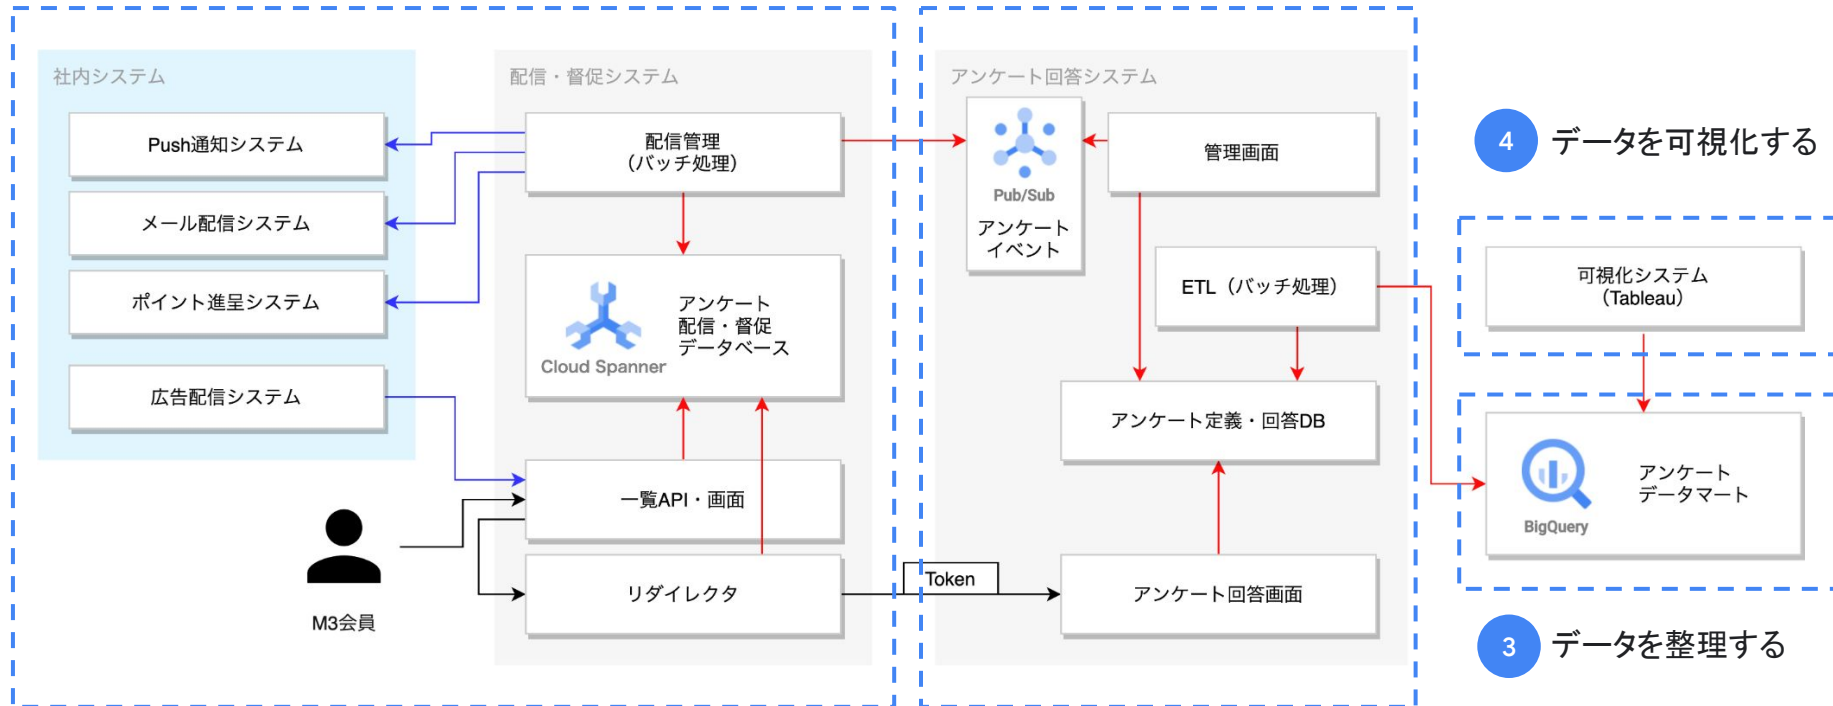 社内システム
Push通知システム
メール配信システム
ポイント進呈システム
広告配信システム
M3会員
配信・督促システム
配信管理
（バッチ処理）
Cloud Spanner
アンケート
配信・督促
データベース
一覧API・画面
リダイレクタ
Token
アンケート回答システム
Pub/Sub
アンケート
イベント
管理画面
ETL（バッチ処理）
アンケート定義・回答DB
アンケート回答画面
4
データを可視化する
可視化システム
（Tableau）
BigQuery
アンケート
データマート
3
データを整理する